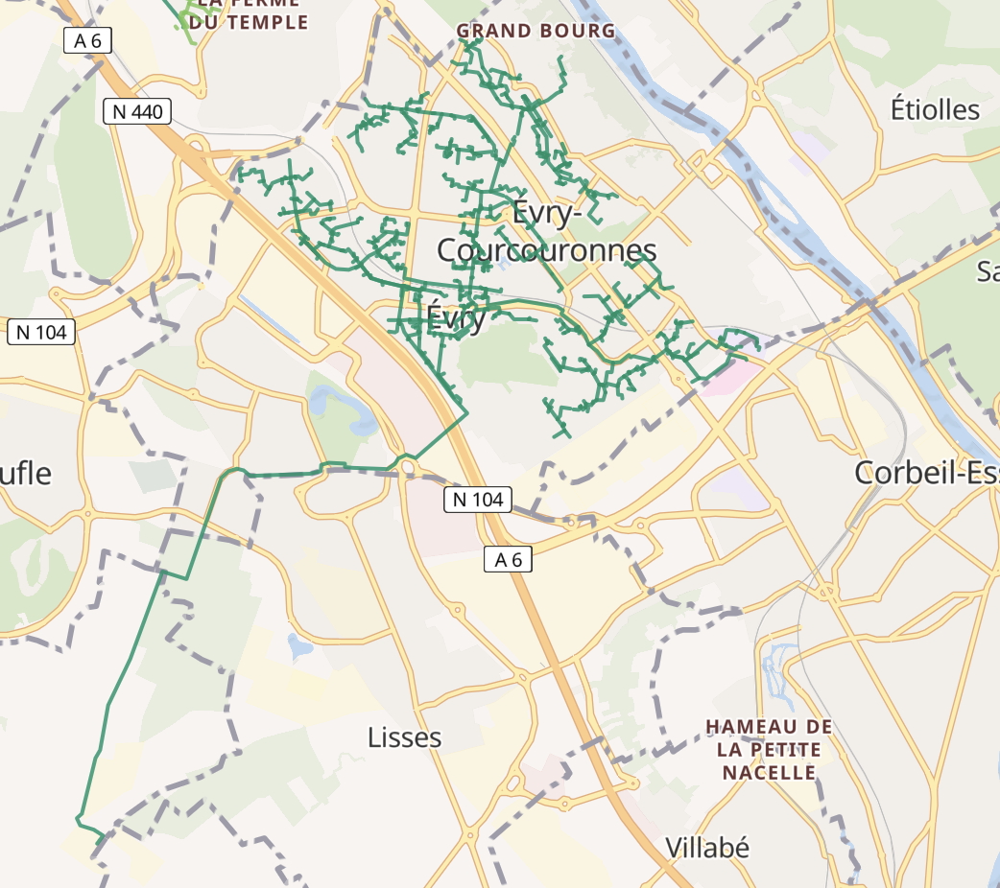 LA FERME
DU TEMPLE
GRAND BOURG
A 6
N 440
Étiolles
Evry-
Courcouronnes
Sa
Évry
N 104
ufle
Corbeil-Ess
N 104
A 6
Lisses
HAMEAU DE
LA PETITE
NACELLE
Villabé